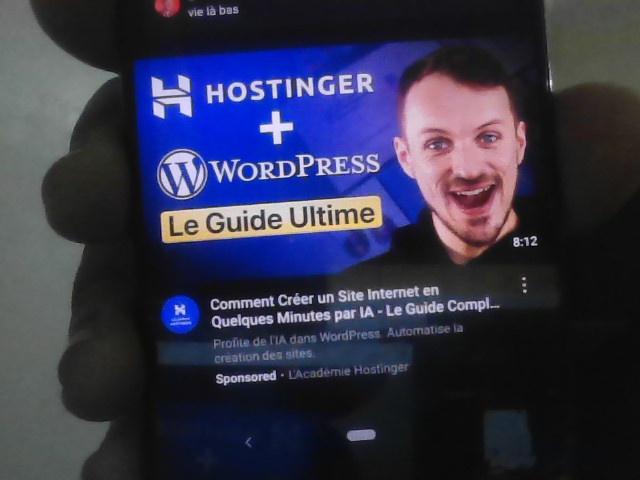 vie là bas
HOSTINGER
+
WORDPRESS
Le Guide Ultime
8:12
Comment Créer un Site Internet en
Quelques Minutes par IA - Le Guide Compl...
Profite de l'IA dans WordPress. Automatise la
création des sites.
Sponsored · L'Académie Hostinger